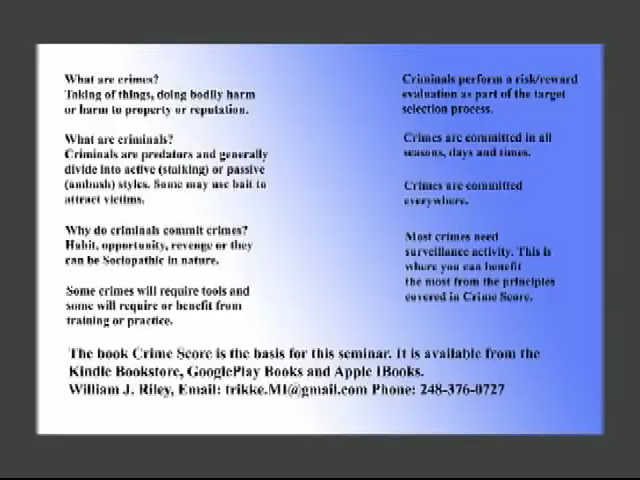 What are crimes?
Taking of things, doing bodily harm
or harm to property or reputation.
What are criminals?
Criminals are predators and generally
divide into active (stalking) or passive
(ambush) styles. Some may use bait to
attract victims.
Why do criminals commit crimes?
Habit, opportunity, revenge or they
can be Sociopathic in nature.
Some crimes will require tools and
some will require or benefit from
training or practice.
Criminals perform a risk/reward
evaluation as part of the target
selection process.
Crimes are committed in all
seasons, days and times.
Crimes are committed
everywhere.
Most crimes need
surveillance activity. This is
where you can benefit
the most from the principles
covered in Crime Score.
The book Crime Score is the basis for this seminar. It is available from the
Kindle Bookstore, GooglePlay Books and Apple IBooks.
William J. Riley, Email: trikke.MI@gmail.com Phone: 248-376-0727